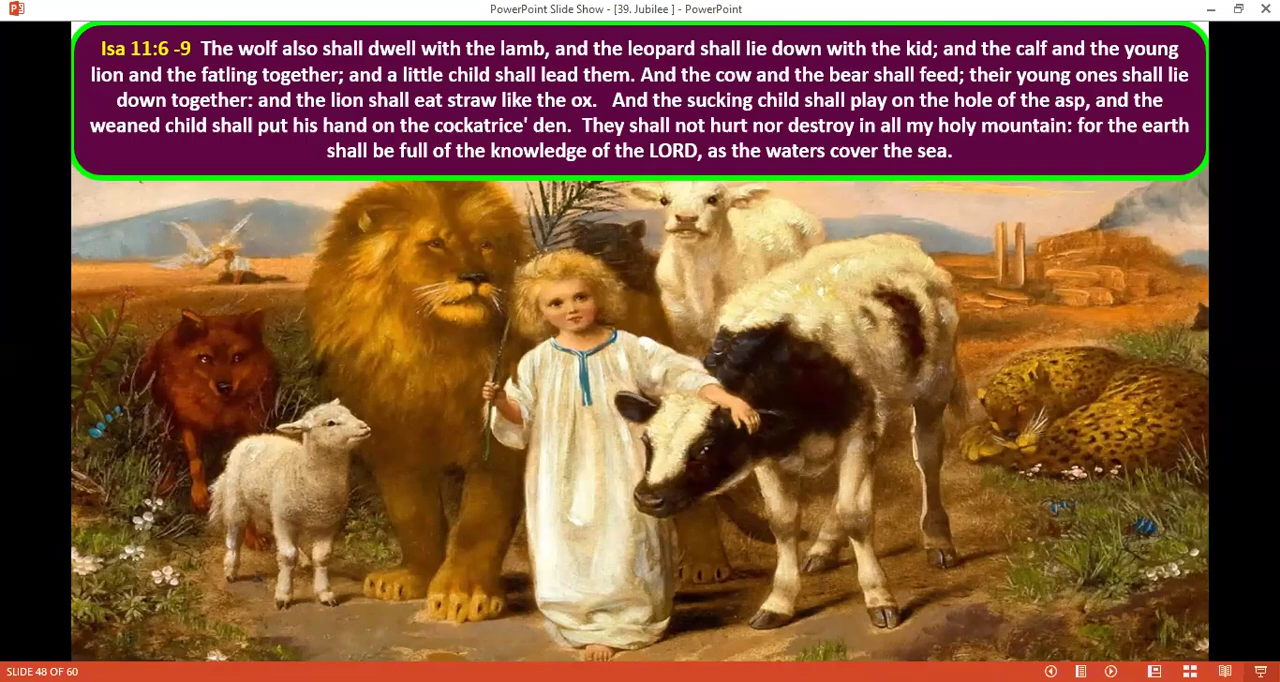 PowerPoint Slide Show - [39. Jubilee ] - PowerPoint
Isa 11:6 -9 The wolf also shall dwell with the lamb, and the leopard shall lie down with the kid; and the calf and the young
lion and the fatling together; and a little child shall lead them. And the cow and the bear shall feed; their young ones shall lie
down together: and the lion shall eat straw like the ox. And the sucking child shall play on the hole of the asp, and the
weaned child shall put his hand on the cockatrice' den. They shall not hurt nor destroy in all my holy mountain: for the earth
shall be full of the knowledge of the LORD, as the waters cover the sea.
SLIDE 48 OF 60